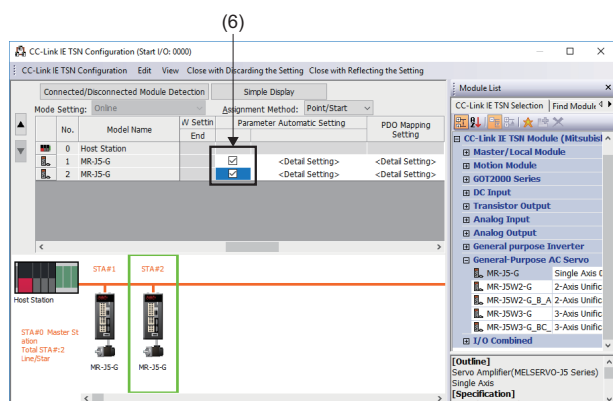 (6)
CC-Link IE TSN Configuration (Start I/O: 0000)
CC-Link IE TSN Configuration Edit View Close with Discarding the Setting Close with Reflecting the Setting
Connected/Disconnected Module Detection Simple Display
Mode Setting: Online Assignment Method: Point/Start
No. Model Name W Settin Parameter Automatic Setting PDO Mapping Setting
End
0 Host Station
1 MR-J5-G <Detail Setting> <Detail Setting>
2 MR-J5-G <Detail Setting> <Detail Setting>
STA#1 STA#2
Host Station
STA#0 Master St
ation
Total STA#:2
Line/Star
MR-J5-G MR-J5-G
Module List
CC-Link IE TSN Selection Find Module
CC-Link IE TSN Module (Mitsubisl
Master/Local Module
Motion Module
GOT2000 Series
DC Input
Transistor Output
Analog Input
Analog Output
General purpose Inverter
General-Purpose AC Servo
MR-J5-G Single Axis
MR-J5W2-G 2-Axis Unific
MR-J5W2-G_B_A 2-Axis Unific
MR-J5W3-G 3-Axis Unific
MR-J5W3-G_BC_ 3-Axis Unific
I/O Combined
[Outline]
Servo Amplifier(MELSERVO-J5 Series)
Single Axis
[Specification]